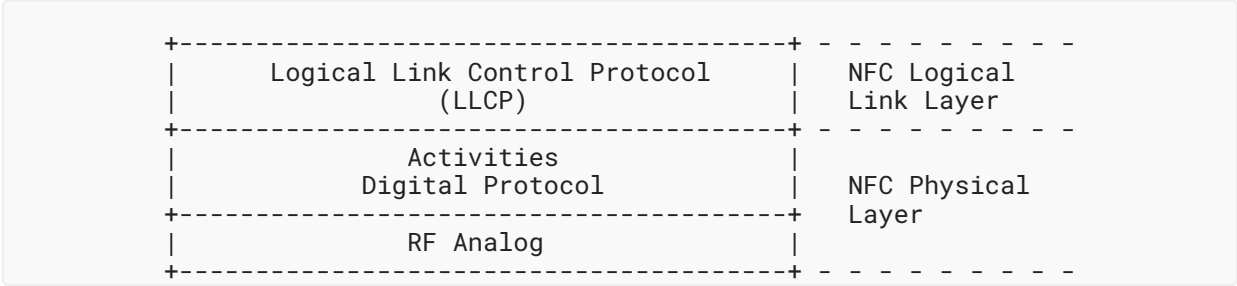 +----------------------------------------+ - - - - - - - - -
|      Logical Link Control Protocol     |   NFC Logical
|                 (LLCP)                 |   Link Layer
+----------------------------------------+ - - - - - - - - -
|               Activities               |
|            Digital Protocol            |   NFC Physical
+----------------------------------------+   Layer
|               RF Analog                |
+----------------------------------------+ - - - - - - - - -